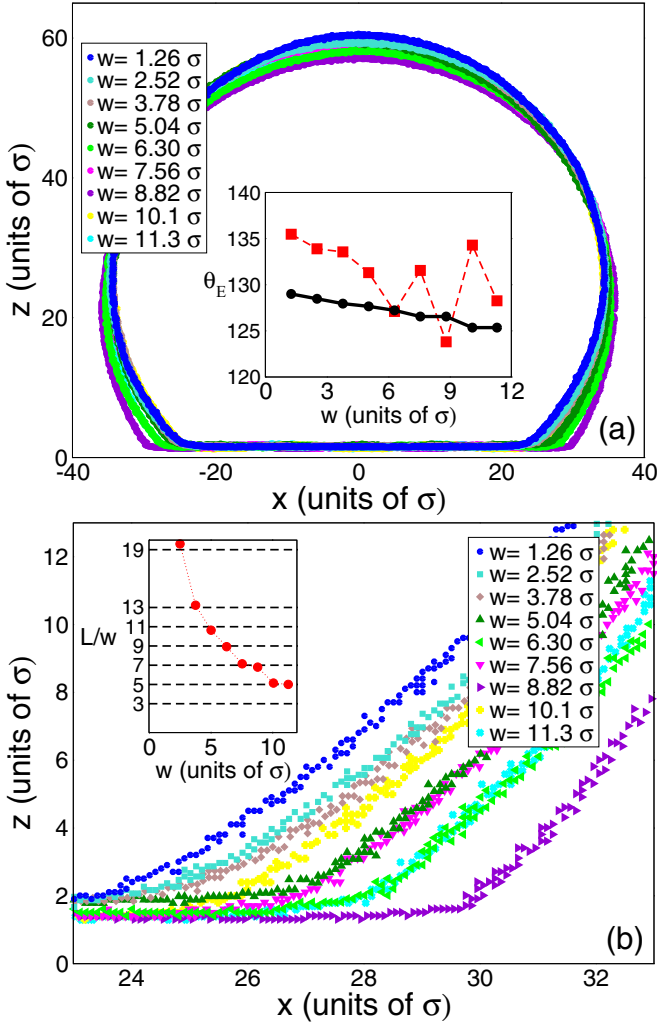 60
40
20
0
z (units of σ)
w= 1.26 σ
w= 2.52 σ
w= 3.78 σ
w= 5.04 σ
w= 6.30 σ
w= 7.56 σ
w= 8.82 σ
w= 10.1 σ
w= 11.3 σ
140
135
θE
130
125
120
0 3 6 9 12
w (units of σ)
(a)
-40 -20 0 20 40
x (units of σ)
12
10
8
6
4
2
0
z (units of σ)
19
13
11
L/w
9
7
5
3
0 5 10
w (units of σ)
w= 1.26 σ
w= 2.52 σ
w= 3.78 σ
w= 5.04 σ
w= 6.30 σ
w= 7.56 σ
w= 8.82 σ
w= 10.1 σ
w= 11.3 σ
(b)
24 26 28 30 32
x (units of σ)